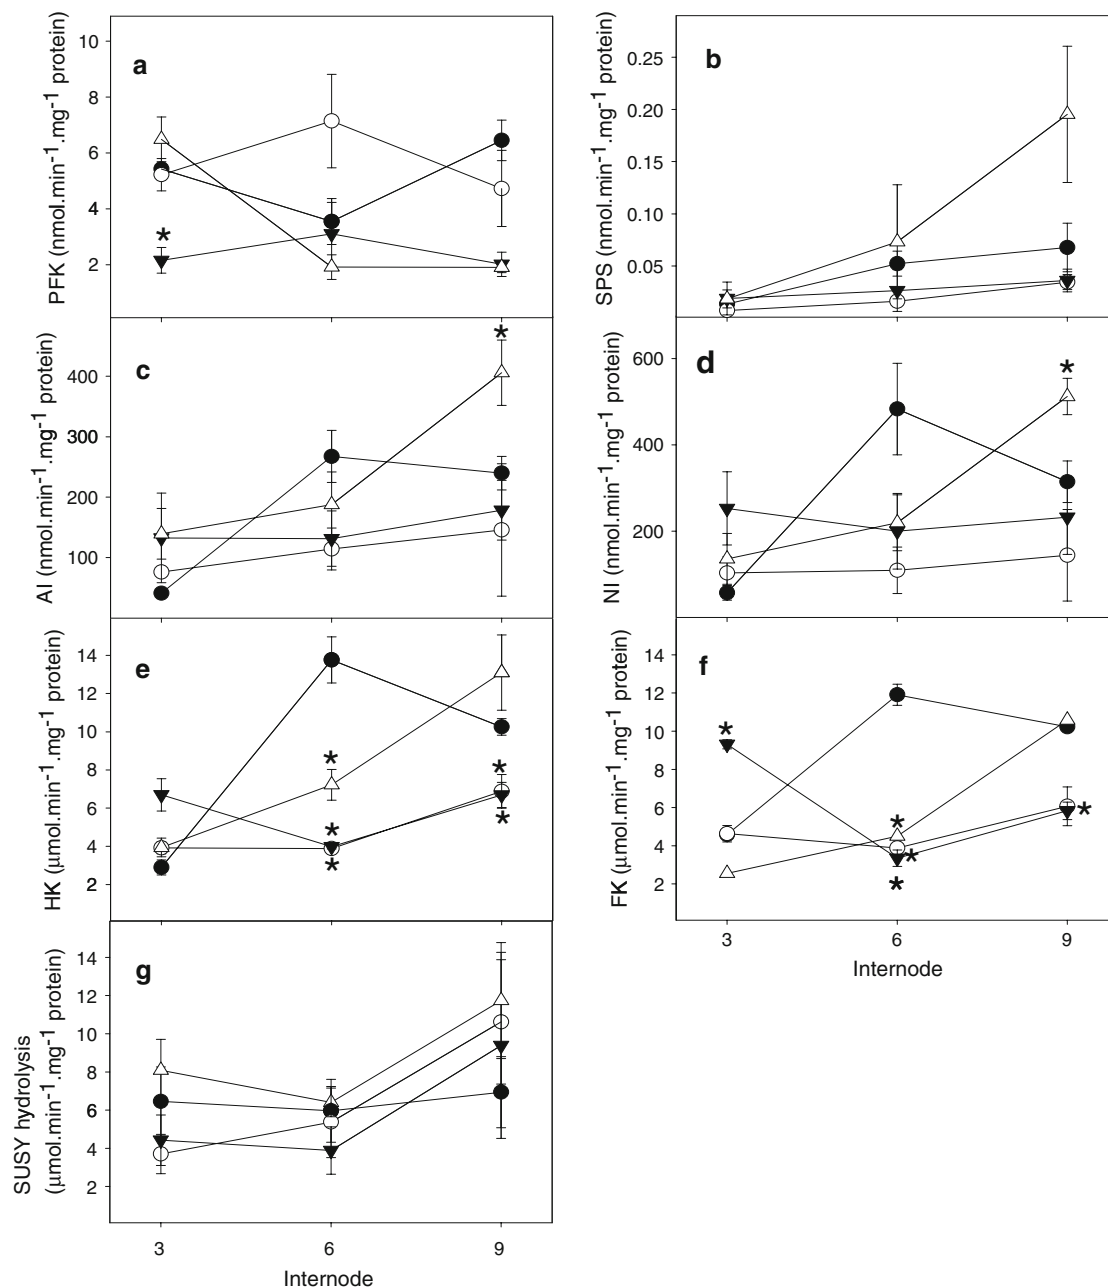 a
PFK (nmol.min⁻¹.mg⁻¹ protein)
10
8
6
4
2
*
b
SPS (nmol.min⁻¹.mg⁻¹ protein)
0.25
0.20
0.15
0.10
0.05
c
AI (nmol.min⁻¹.mg⁻¹ protein)
400
300
200
100
*
d
NI (nmol.min⁻¹.mg⁻¹ protein)
600
400
200
*
e
HK (μmol.min⁻¹.mg⁻¹ protein)
14
12
10
8
6
4
2
*
*
*
*
*
f
FK (μmol.min⁻¹.mg⁻¹ protein)
14
12
10
8
6
4
2
*
*
*
*
*
3 6 9
Internode
g
SUSY hydrolysis
(μmol.min⁻¹.mg⁻¹ protein)
14
12
10
8
6
4
2
3 6 9
Internode